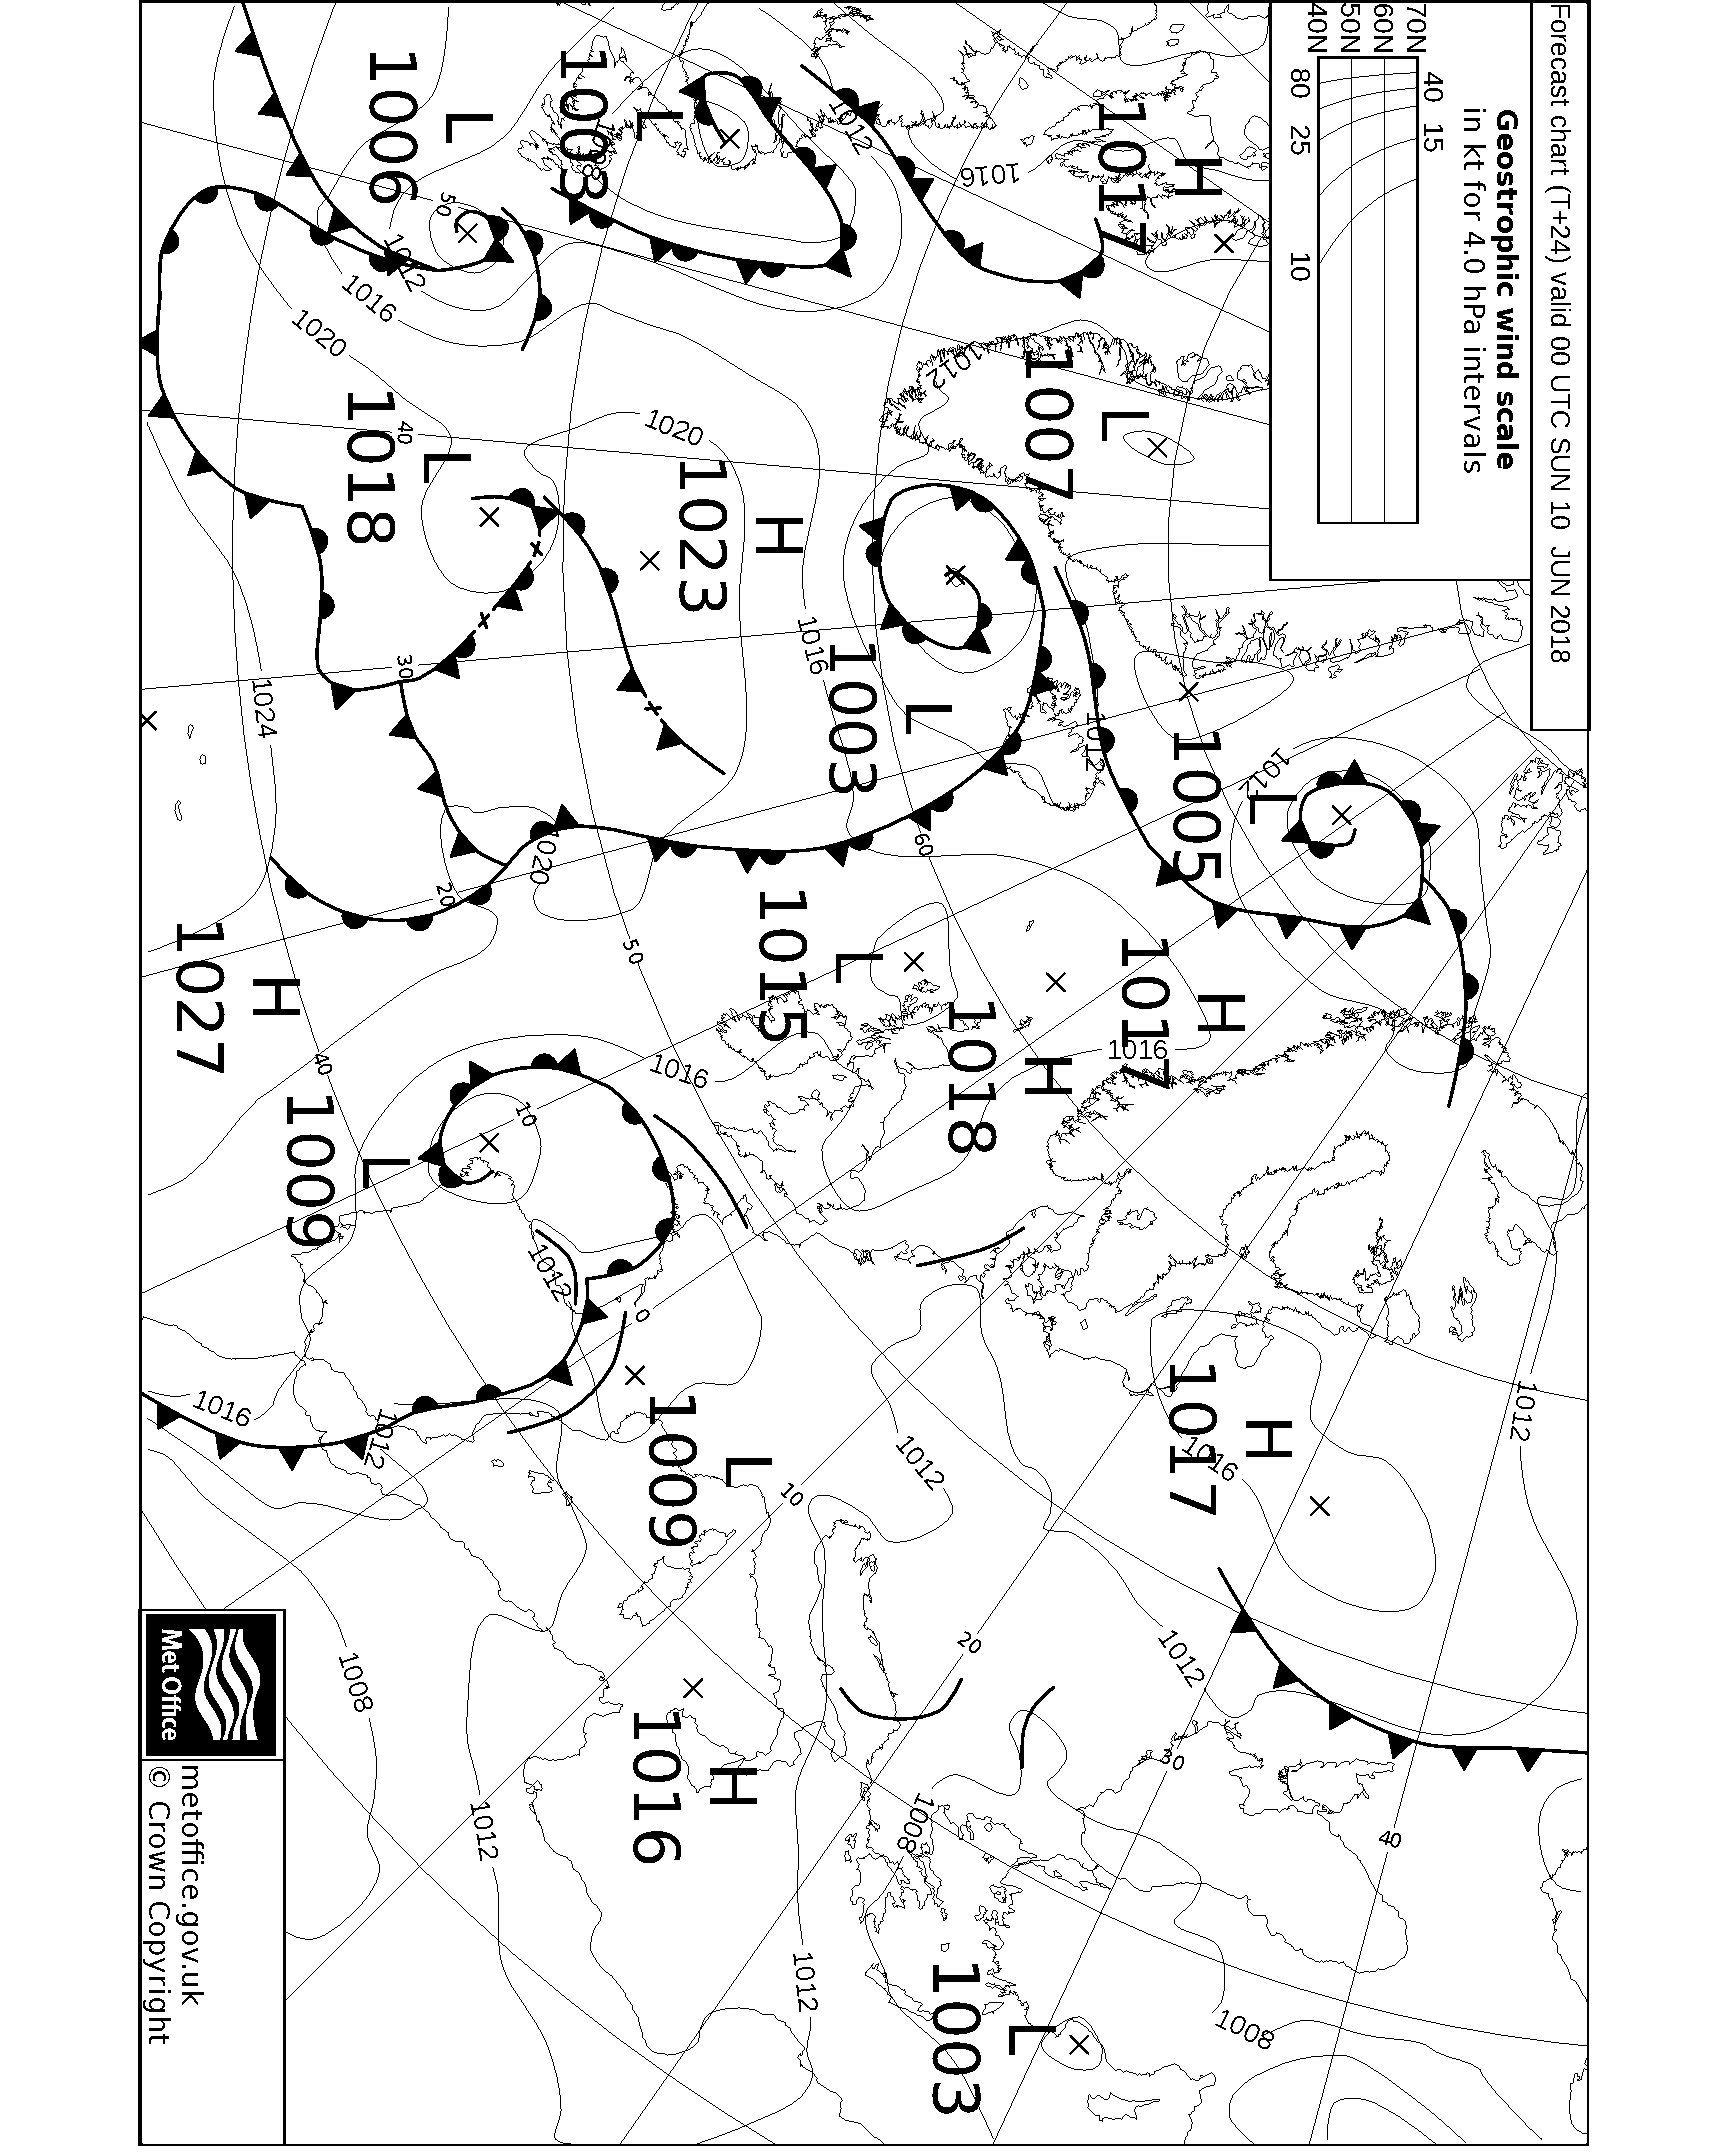 Forecast chart (T+24) valid 00 UTC SUN 10 JUN 2018
Geostrophic wind scale
in kt for 4.0 hPa intervals
40 15
70N
60N
50N
40N
80 25 10
H
1017
L
1007
L
1005
H
1017
H
1018
H
1017
L
1003
L
1003
L
1008
H
1023
L
1003
L
1015
L
1009
H
1016
L
1006
L
1018
H
1027
L
1009
1012
1016
1012
1012
1012
1016
1016
1012
1012
1012
1008
1008
1012
1016
1020
1020
1016
1020
1024
1016
1012
1012
1016
1012
1008
1012
50
40
30
20
10
0
10
20
30
40
60
50
40
Met Office
metoffice.gov.uk
© Crown Copyright